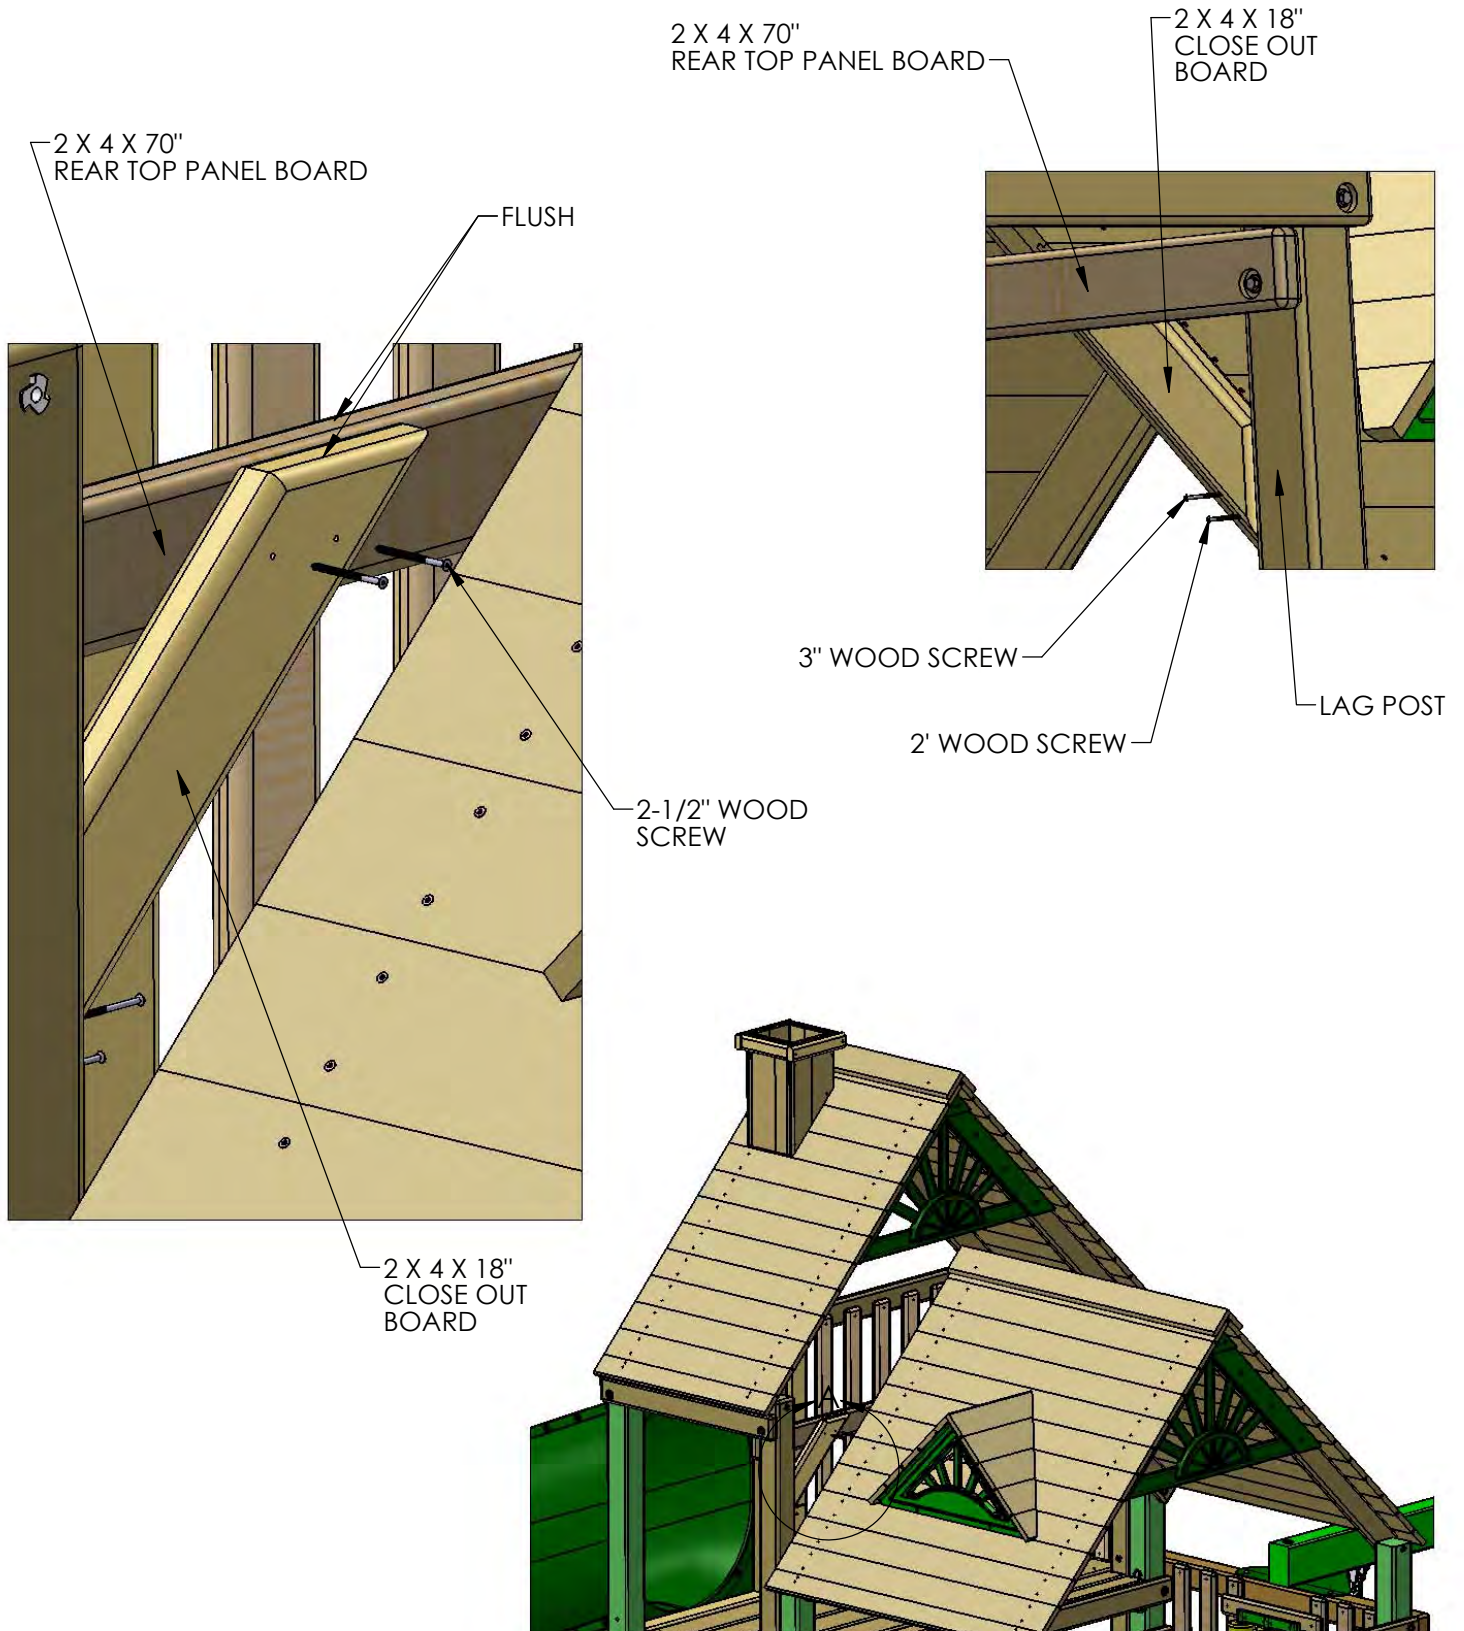 2 X 4 X 70"
REAR TOP PANEL BOARD
2 X 4 X 18"
CLOSE OUT
BOARD
2 X 4 X 70"
REAR TOP PANEL BOARD
FLUSH
3" WOOD SCREW
LAG POST
2' WOOD SCREW
2-1/2" WOOD
SCREW
2 X 4 X 18"
CLOSE OUT
BOARD
A